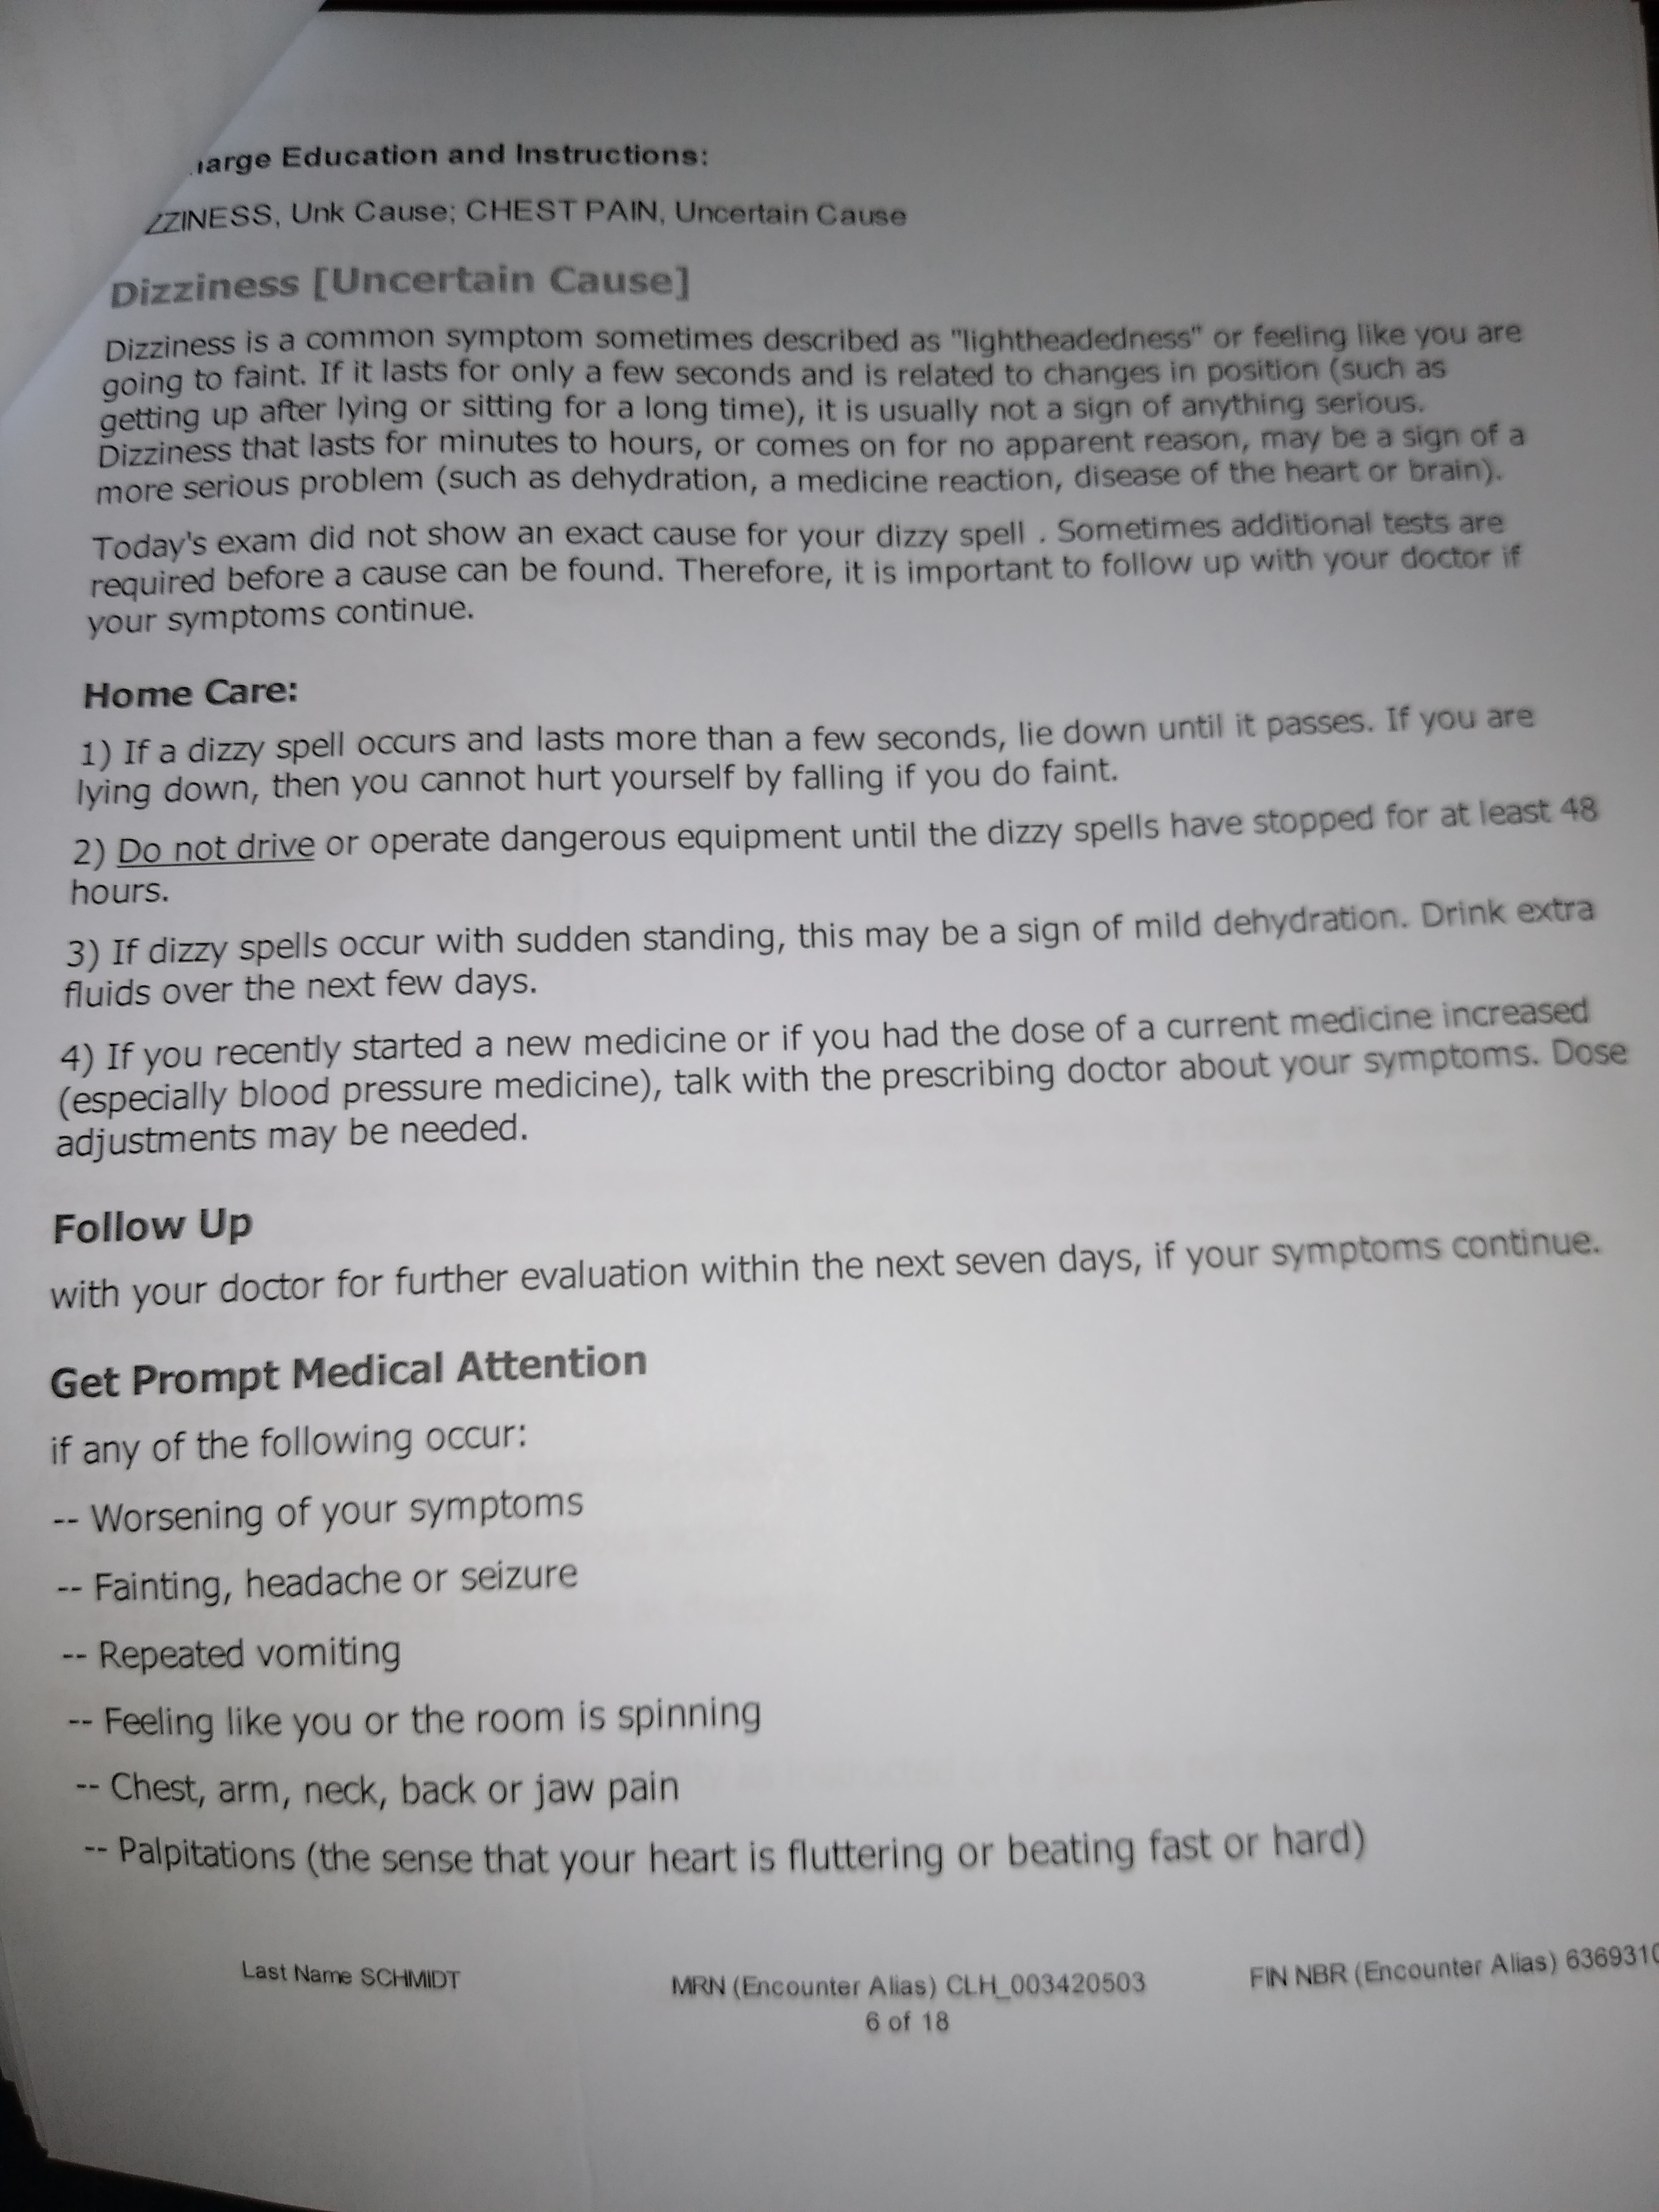 arge Education and Instructions:
ZZINESS, Unk Cause; CHEST PAIN, Uncertain Cause
Dizziness [Uncertain Cause]
Dizziness is a common symptom sometimes described as "lightheadedness" or feeling like you are
going to faint. If it lasts for only a few seconds and is related to changes in position (such as
getting up after lying or sitting for a long time), it is usually not a sign of anything serious.
Dizziness that lasts for minutes to hours, or comes on for no apparent reason, may be a sign of a
more serious problem (such as dehydration, a medicine reaction, disease of the heart or brain).
Today's exam did not show an exact cause for your dizzy spell . Sometimes additional tests are
required before a cause can be found. Therefore, it is important to follow up with your doctor if
your symptoms continue.
Home Care:
1) If a dizzy spell occurs and lasts more than a few seconds, lie down until it passes. If you are
lying down, then you cannot hurt yourself by falling if you do faint.
2) Do not drive or operate dangerous equipment until the dizzy spells have stopped for at least 48
hours.
3) If dizzy spells occur with sudden standing, this may be a sign of mild dehydration. Drink extra
fluids over the next few days.
4) If you recently started a new medicine or if you had the dose of a current medicine increased
(especially blood pressure medicine), talk with the prescribing doctor about your symptoms. Dose
adjustments may be needed.
Follow Up
with your doctor for further evaluation within the next seven days, if your symptoms continue.
Get Prompt Medical Attention
if any of the following occur:
-- Worsening of your symptoms
-- Fainting, headache or seizure
-- Repeated vomiting
-- Feeling like you or the room is spinning
-- Chest, arm, neck, back or jaw pain
-- Palpitations (the sense that your heart is fluttering or beating fast or hard)
Last Name SCHMIDT MRN (Encounter Alias) CLH_003420503 FIN NBR (Encounter Alias) 6369310
6 of 18